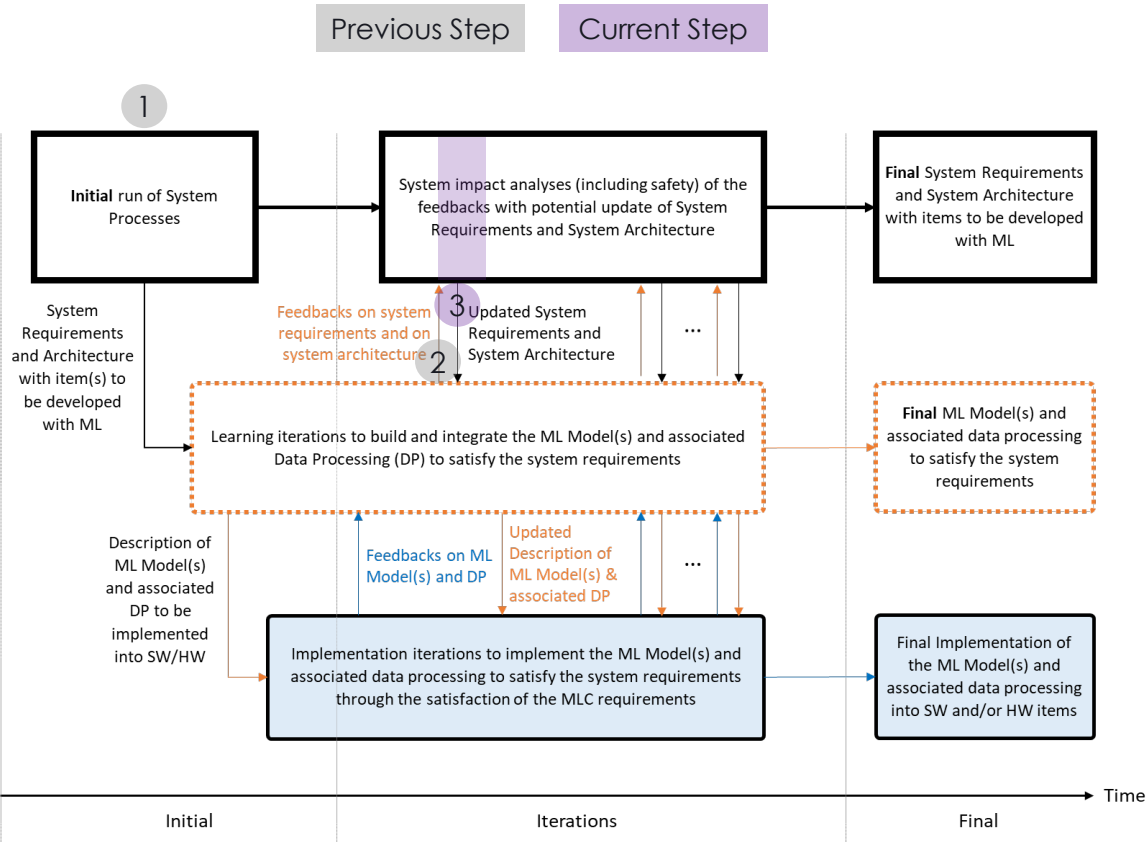 Previous Step
Current Step
1
Initial run of System
Processes
System impact analyses (including safety) of the
feedbacks with potential update of System
Requirements and System Architecture
Final System Requirements
and System Architecture
with items to be developed
with ML
System
Requirements
and Architecture
with item(s) to
be developed
with ML
Feedbacks on system
requirements and on
system architecture
2
3
Updated System
Requirements and
System Architecture
...
Learning iterations to build and integrate the ML Model(s) and associated
Data Processing (DP) to satisfy the system requirements
Final ML Model(s) and
associated data processing
to satisfy the system
requirements
Description of
ML Model(s)
and associated
DP to be
implemented
into SW/HW
Feedbacks on ML
Model(s) and DP
Updated
Description of
ML Model(s) &
associated DP
...
Implementation iterations to implement the ML Model(s) and
associated data processing to satisfy the system requirements
through the satisfaction of the MLC requirements
Final Implementation of
the ML Model(s) and
associated data processing
into SW and/or HW items
Time
Initial
Iterations
Final